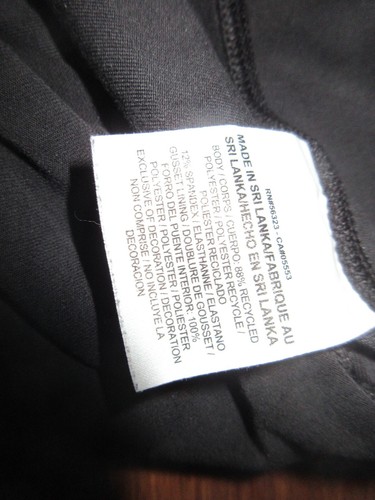 RN#56323 - CA#05553
MADE IN SRI LANKA/FABRIQUE AU
SRI LANKA/HECHO EN SRI LANKA
BODY / CORPS / CUERPO: 88% RECYCLED
POLYESTER / POLYESTER RECYCLÉ /
POLIÉSTER RECICLADO
12% SPANDEX / ÉLASTHANNE / ELASTANO
GUSSET LINING / DOUBLURE DE GOUSSET /
FORRO DEL PUENTE INTERIOR: 100%
POLYESTER / POLYESTER / POLIÉSTER
EXCLUSIVE OF DECORATION / DÉCORATION
NON COMPRISE / NO INCLUYE LA
DECORACIÓN